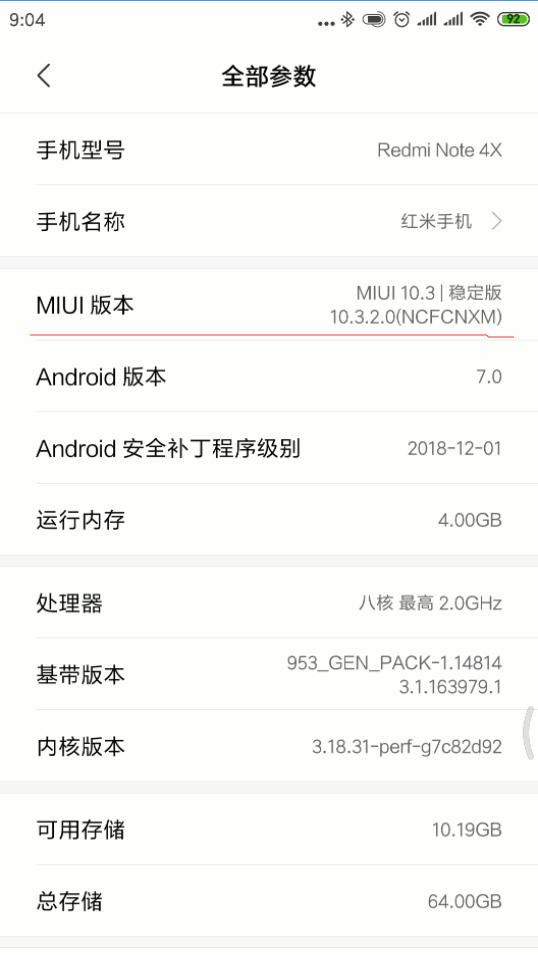 9:04
92
全部参数
手机型号
Redmi Note 4X
手机名称
红米手机
MIUI 版本
MIUI 10.3 | 稳定版
10.3.2.0(NCFCNXM)
Android 版本
7.0
Android 安全补丁程序级别
2018-12-01
运行内存
4.00GB
处理器
八核 最高 2.0GHz
基带版本
953_GEN_PACK-1.14814
3.1.163979.1
内核版本
3.18.31-perf-g7c82d92
可用存储
10.19GB
总存储
64.00GB